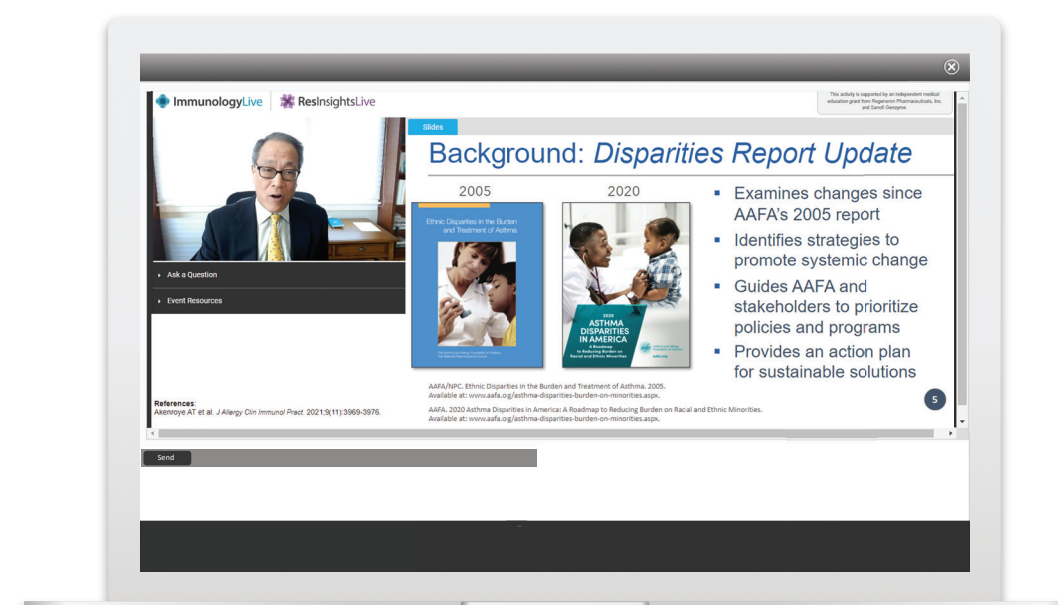 ImmunologyLive
ResInsightsLive
This activity is supported by an independent medical
education grant from Regeneron Pharmaceuticals, Inc.
and Sanofi Genzyme.
Slides
Background: Disparities Report Update
2005
2020
Ethnic Disparities in the Burden
and Treatment of Asthma
2020
ASTHMA
DISPARITIES
IN AMERICA
A Roadmap
to Reducing Burden on
Racial and Ethnic Minorities
aafa.org
▪ Examines changes since
AAFA's 2005 report
▪ Identifies strategies to
promote systemic change
▪ Guides AAFA and
stakeholders to prioritize
policies and programs
▪ Provides an action plan
for sustainable solutions
Ask a Question
Event Resources
References:
Akenroye AT et al. J Allergy Clin Immunol Pract. 2021;9(11):3969-3976.
AAFA/NPC. Ethnic Disparities in the Burden and Treatment of Asthma. 2005.
Available at: www.aafa.org/asthma-disparities-burden-on-minorities.aspx.
AAFA. 2020 Asthma Disparities in America: A Roadmap to Reducing Burden on Racial and Ethnic Minorities.
Available at: www.aafa.org/asthma-disparities-burden-on-minorities.aspx.
5
Send